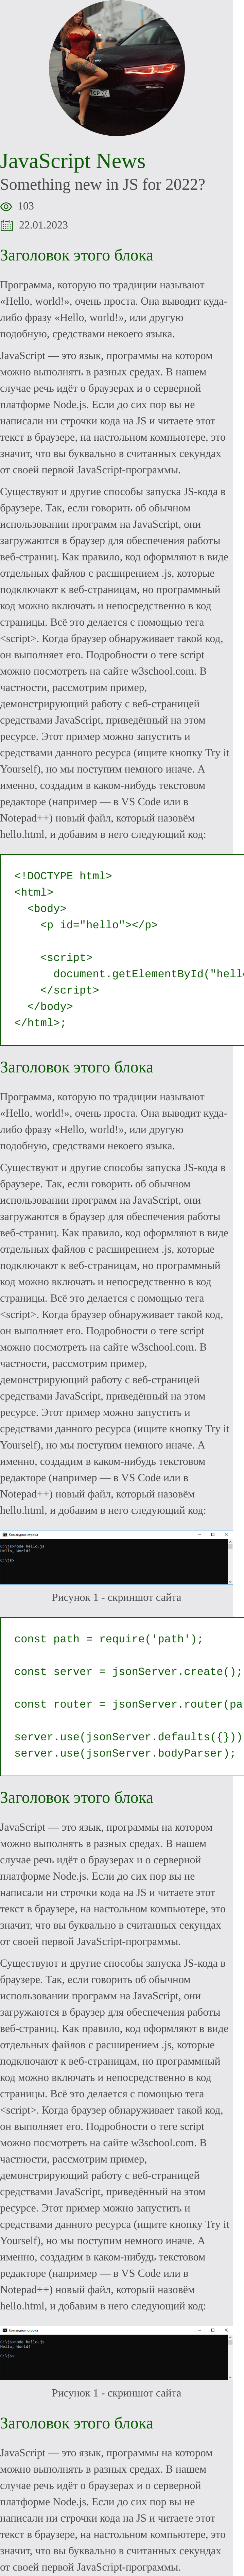 JavaScript News
Something new in JS for 2022?
103
22.01.2023
Заголовок этого блока
Программа, которую по традиции называют
«Hello, world!», очень проста. Она выводит куда-
либо фразу «Hello, world!», или другую
подобную, средствами некоего языка.
JavaScript — это язык, программы на котором
можно выполнять в разных средах. В нашем
случае речь идёт о браузерах и о серверной
платформе Node.js. Если до сих пор вы не
написали ни строчки кода на JS и читаете этот
текст в браузере, на настольном компьютере, это
значит, что вы буквально в считанных секундах
от своей первой JavaScript-программы.
Существуют и другие способы запуска JS-кода в
браузере. Так, если говорить об обычном
использовании программ на JavaScript, они
загружаются в браузер для обеспечения работы
веб-страниц. Как правило, код оформляют в виде
отдельных файлов с расширением .js, которые
подключают к веб-страницам, но программный
код можно включать и непосредственно в код
страницы. Всё это делается с помощью тега
<script>. Когда браузер обнаруживает такой код,
он выполняет его. Подробности о теге script
можно посмотреть на сайте w3school.com. В
частности, рассмотрим пример,
демонстрирующий работу с веб-страницей
средствами JavaScript, приведённый на этом
ресурсе. Этот пример можно запустить и
средствами данного ресурса (ищите кнопку Try it
Yourself), но мы поступим немного иначе. А
именно, создадим в каком-нибудь текстовом
редакторе (например — в VS Code или в
Notepad++) новый файл, который назовём
hello.html, и добавим в него следующий код:
<!DOCTYPE html>
<html>
<body>
<p id="hello"></p>
<script>
document.getElementById("hell
</script>
</body>
</html>;
Заголовок этого блока
Программа, которую по традиции называют
«Hello, world!», очень проста. Она выводит куда-
либо фразу «Hello, world!», или другую
подобную, средствами некоего языка.
Существуют и другие способы запуска JS-кода в
браузере. Так, если говорить об обычном
использовании программ на JavaScript, они
загружаются в браузер для обеспечения работы
веб-страниц. Как правило, код оформляют в виде
отдельных файлов с расширением .js, которые
подключают к веб-страницам, но программный
код можно включать и непосредственно в код
страницы. Всё это делается с помощью тега
<script>. Когда браузер обнаруживает такой код,
он выполняет его. Подробности о теге script
можно посмотреть на сайте w3school.com. В
частности, рассмотрим пример,
демонстрирующий работу с веб-страницей
средствами JavaScript, приведённый на этом
ресурсе. Этот пример можно запустить и
средствами данного ресурса (ищите кнопку Try it
Yourself), но мы поступим немного иначе. А
именно, создадим в каком-нибудь текстовом
редакторе (например — в VS Code или в
Notepad++) новый файл, который назовём
hello.html, и добавим в него следующий код:
Командная строка
C:\js>node hello.js
Hello, World!
C:\js>
Рисунок 1 - скриншот сайта
const path = require('path');
const server = jsonServer.create();
const router = jsonServer.router(pa
server.use(jsonServer.defaults({}))
server.use(jsonServer.bodyParser);
Заголовок этого блока
JavaScript — это язык, программы на котором
можно выполнять в разных средах. В нашем
случае речь идёт о браузерах и о серверной
платформе Node.js. Если до сих пор вы не
написали ни строчки кода на JS и читаете этот
текст в браузере, на настольном компьютере, это
значит, что вы буквально в считанных секундах
от своей первой JavaScript-программы.
Существуют и другие способы запуска JS-кода в
браузере. Так, если говорить об обычном
использовании программ на JavaScript, они
загружаются в браузер для обеспечения работы
веб-страниц. Как правило, код оформляют в виде
отдельных файлов с расширением .js, которые
подключают к веб-страницам, но программный
код можно включать и непосредственно в код
страницы. Всё это делается с помощью тега
<script>. Когда браузер обнаруживает такой код,
он выполняет его. Подробности о теге script
можно посмотреть на сайте w3school.com. В
частности, рассмотрим пример,
демонстрирующий работу с веб-страницей
средствами JavaScript, приведённый на этом
ресурсе. Этот пример можно запустить и
средствами данного ресурса (ищите кнопку Try it
Yourself), но мы поступим немного иначе. А
именно, создадим в каком-нибудь текстовом
редакторе (например — в VS Code или в
Notepad++) новый файл, который назовём
hello.html, и добавим в него следующий код:
Командная строка
C:\js>node hello.js
Hello, World!
C:\js>
Рисунок 1 - скриншот сайта
Заголовок этого блока
JavaScript — это язык, программы на котором
можно выполнять в разных средах. В нашем
случае речь идёт о браузерах и о серверной
платформе Node.js. Если до сих пор вы не
написали ни строчки кода на JS и читаете этот
текст в браузере, на настольном компьютере, это
значит, что вы буквально в считанных секундах
от своей первой JavaScript-программы.